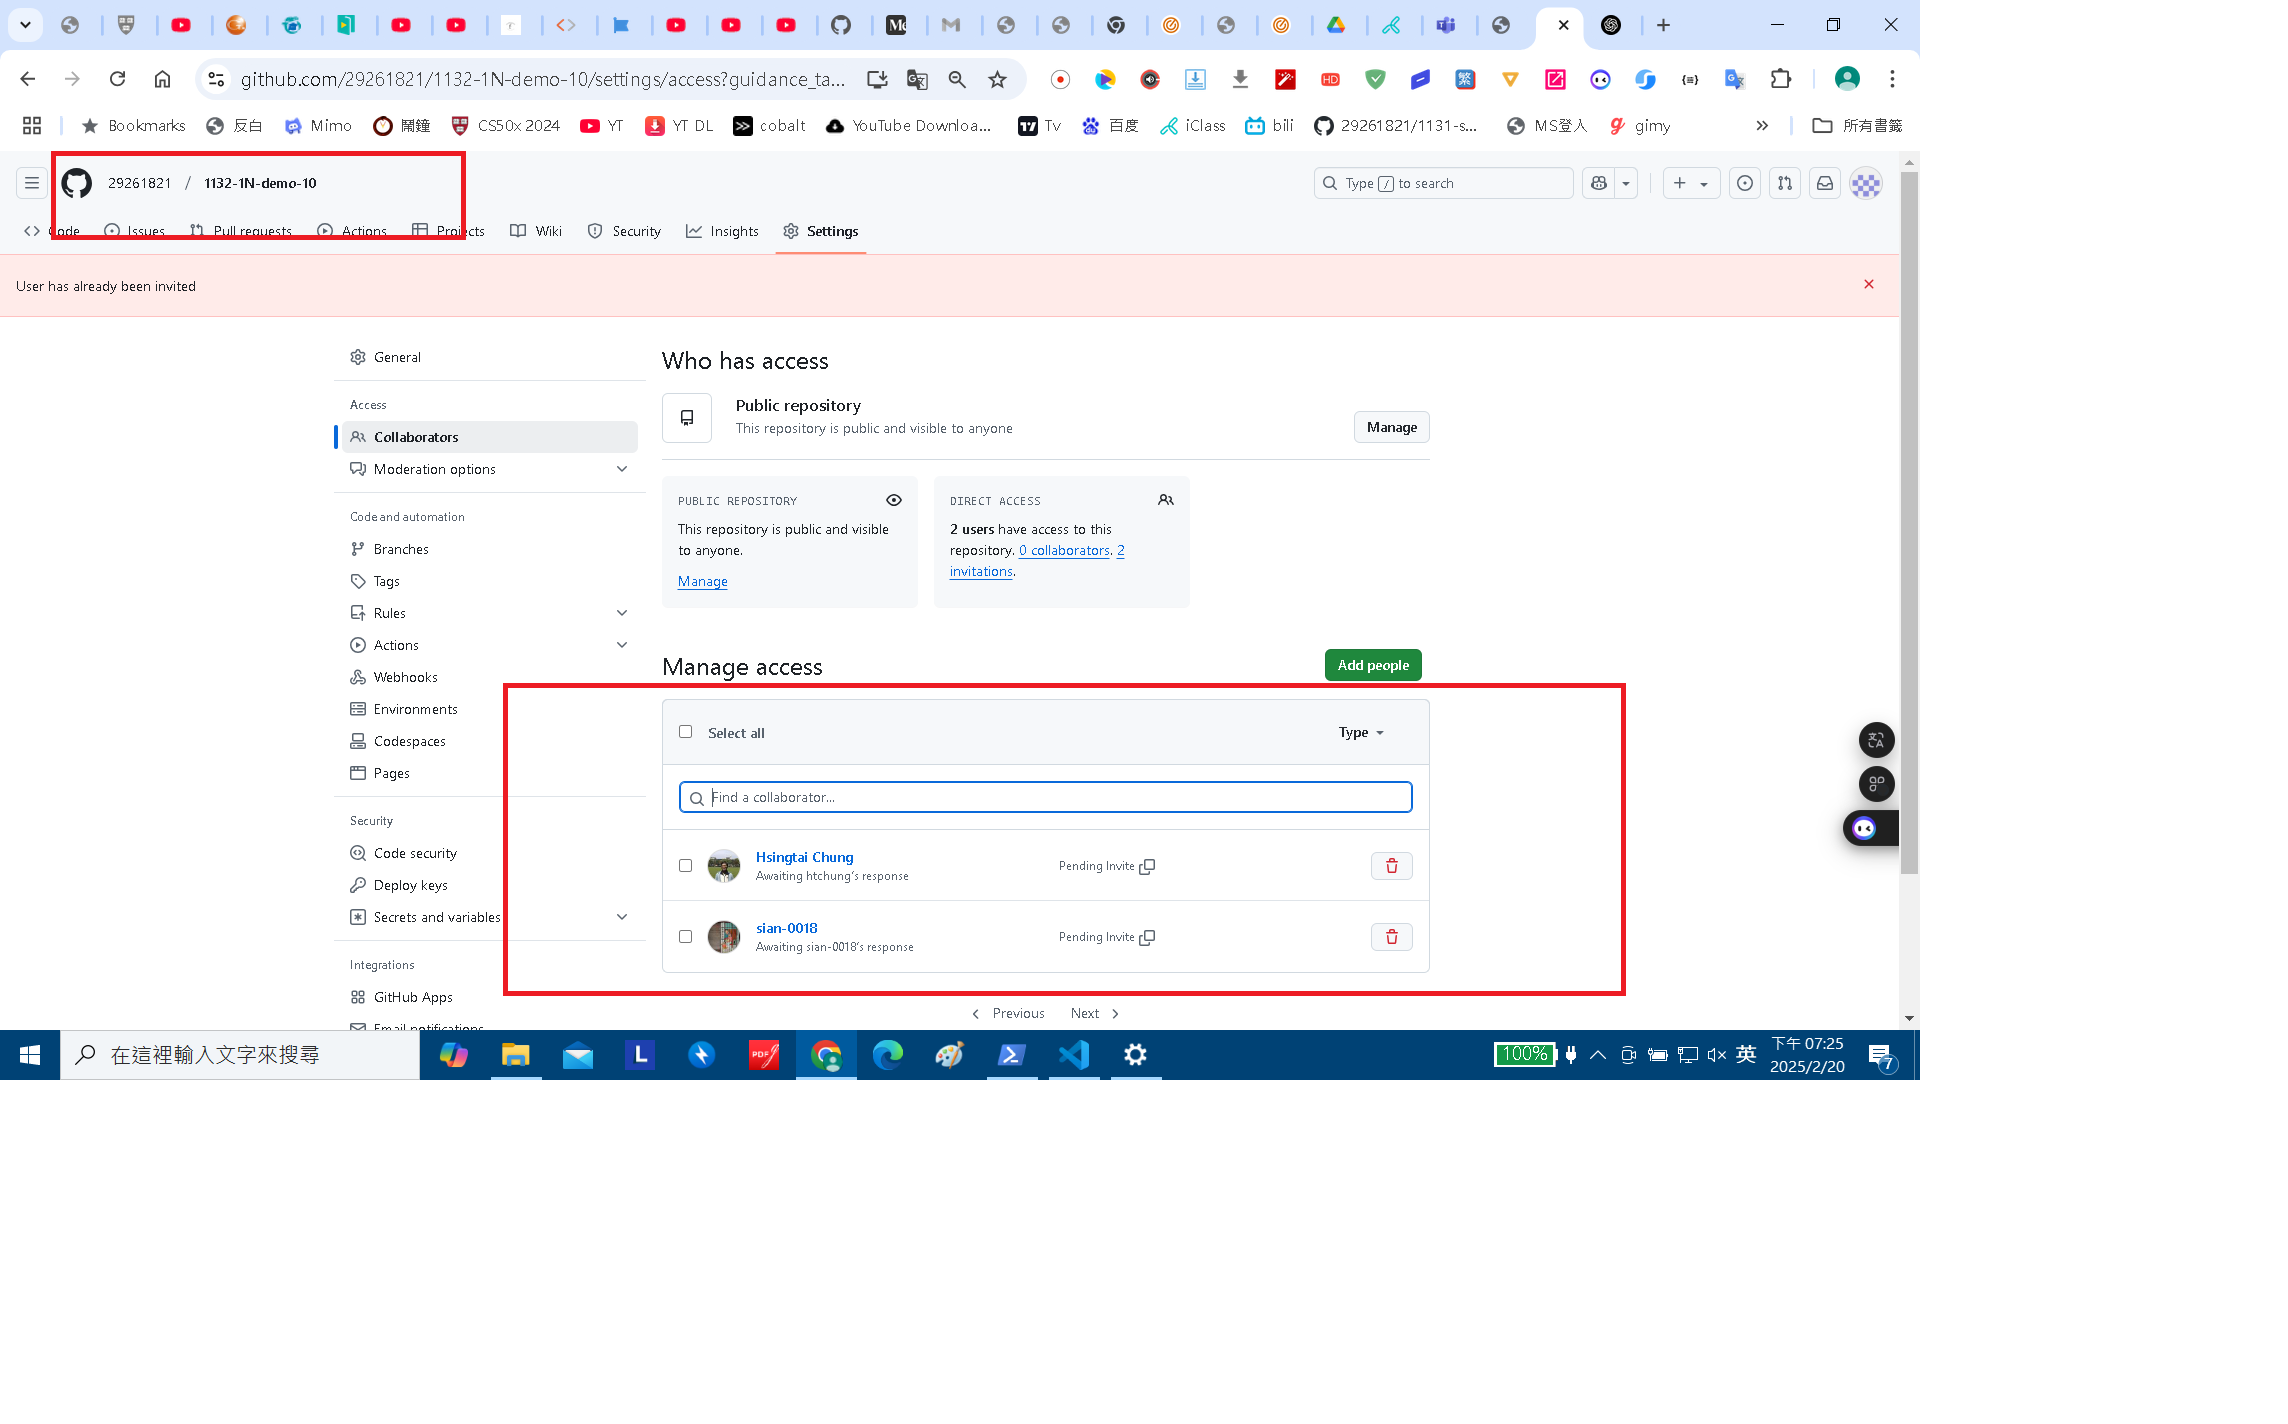 github.com/29261821/1132-1N-demo-10/settings/access?guidance_ta...
Bookmarks 反白 Mimo 鬧鐘 CS50x 2024 YT YT DL cobalt YouTube Downloa... Tv 百度 iClass bili 29261821/1131-s... MS登入 gimy » 所有書籤
29261821 / 1132-1N-demo-10
Type / to search
Code Issues Pull requests Actions Projects Wiki Security Insights Settings
User has already been invited
General
Access
Collaborators
Moderation options
Code and automation
Branches
Tags
Rules
Actions
Webhooks
Environments
Codespaces
Pages
Security
Code security
Deploy keys
Secrets and variables
Integrations
GitHub Apps
Email notifications
Who has access
Public repository
This repository is public and visible to anyone
Manage
PUBLIC REPOSITORY
This repository is public and visible
to anyone.
Manage
DIRECT ACCESS
2 users have access to this
repository. 0 collaborators. 2
invitations.
Manage access
Add people
Select all
Type
Find a collaborator...
Hsingtai Chung
Awaiting htchung's response
Pending Invite
sian-0018
Awaiting sian-0018's response
Pending Invite
Previous Next
在這裡輸入文字來搜尋
100%
英
下午 07:25
2025/2/20
7